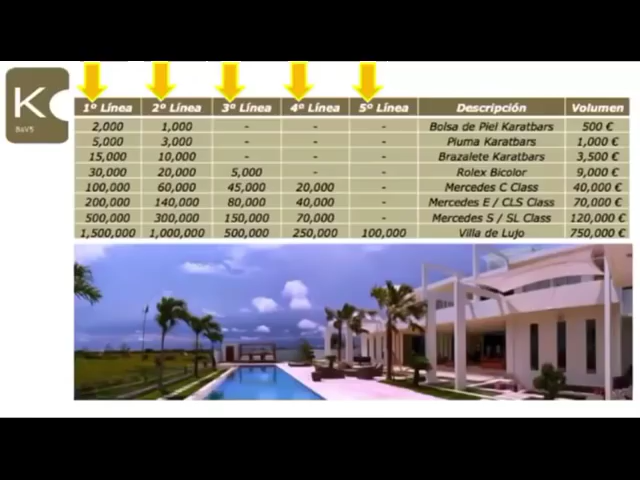 K
1º Línea 2º Línea 3º Línea 4º Línea 5º Línea Descripción Volumen
2,000 1,000 - - - Bolsa de Piel Karatbars 500 €
5,000 3,000 - - - Pluma Karatbars 1,000 €
15,000 10,000 - - - Brazalete Karatbars 3,500 €
30,000 20,000 5,000 - - Rolex Bicolor 9,000 €
100,000 60,000 45,000 20,000 - Mercedes C Class 40,000 €
200,000 140,000 80,000 40,000 - Mercedes E / CLS Class 70,000 €
500,000 300,000 150,000 70,000 - Mercedes S / SL Class 120,000 €
1,500,000 1,000,000 500,000 250,000 100,000 Villa de Lujo 750,000 €